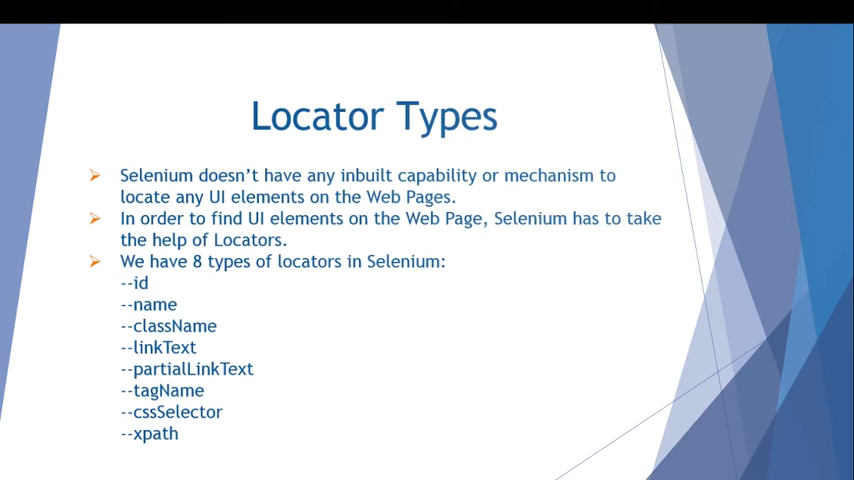 Locator Types
Selenium doesn't have any inbuilt capability or mechanism to
locate any UI elements on the Web Pages.
In order to find UI elements on the Web Page, Selenium has to take
the help of Locators.
We have 8 types of locators in Selenium:
--id
--name
--className
--linkText
--partialLinkText
--tagName
--cssSelector
--xpath